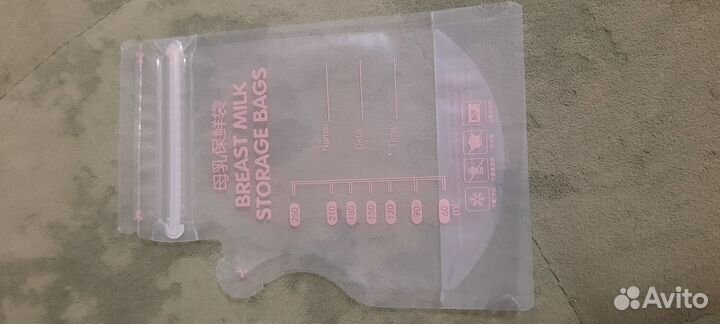 母乳保鲜袋
BREAST MILK
STORAGE BAGS
Name:
Date:
Time:
250
210
180
150
120
90
60
ml
Avito